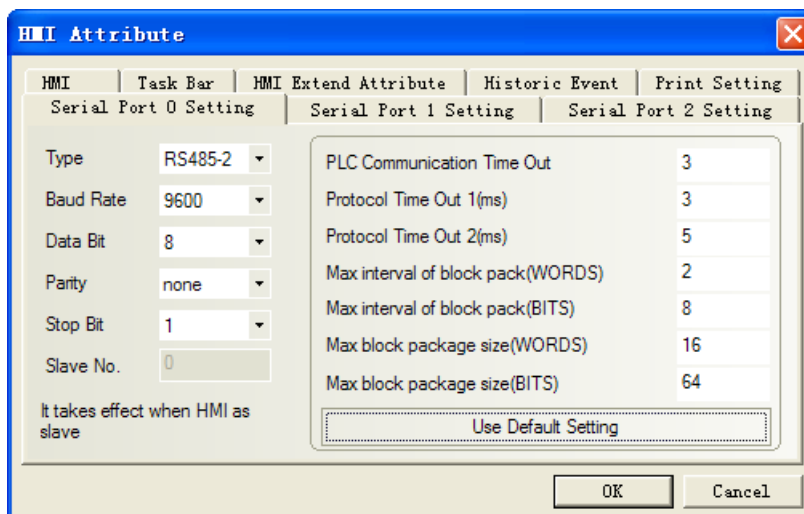 HMI Attribute
HMI Task Bar HMI Extend Attribute Historic Event Print Setting
Serial Port 0 Setting Serial Port 1 Setting Serial Port 2 Setting
Type RS485-2
Baud Rate 9600
Data Bit 8
Parity none
Stop Bit 1
Slave No. 0
It takes effect when HMI as
slave
PLC Communication Time Out 3
Protocol Time Out 1(ms) 3
Protocol Time Out 2(ms) 5
Max interval of block pack(WORDS) 2
Max interval of block pack(BITS) 8
Max block package size(WORDS) 16
Max block package size(BITS) 64
Use Default Setting
OK Cancel